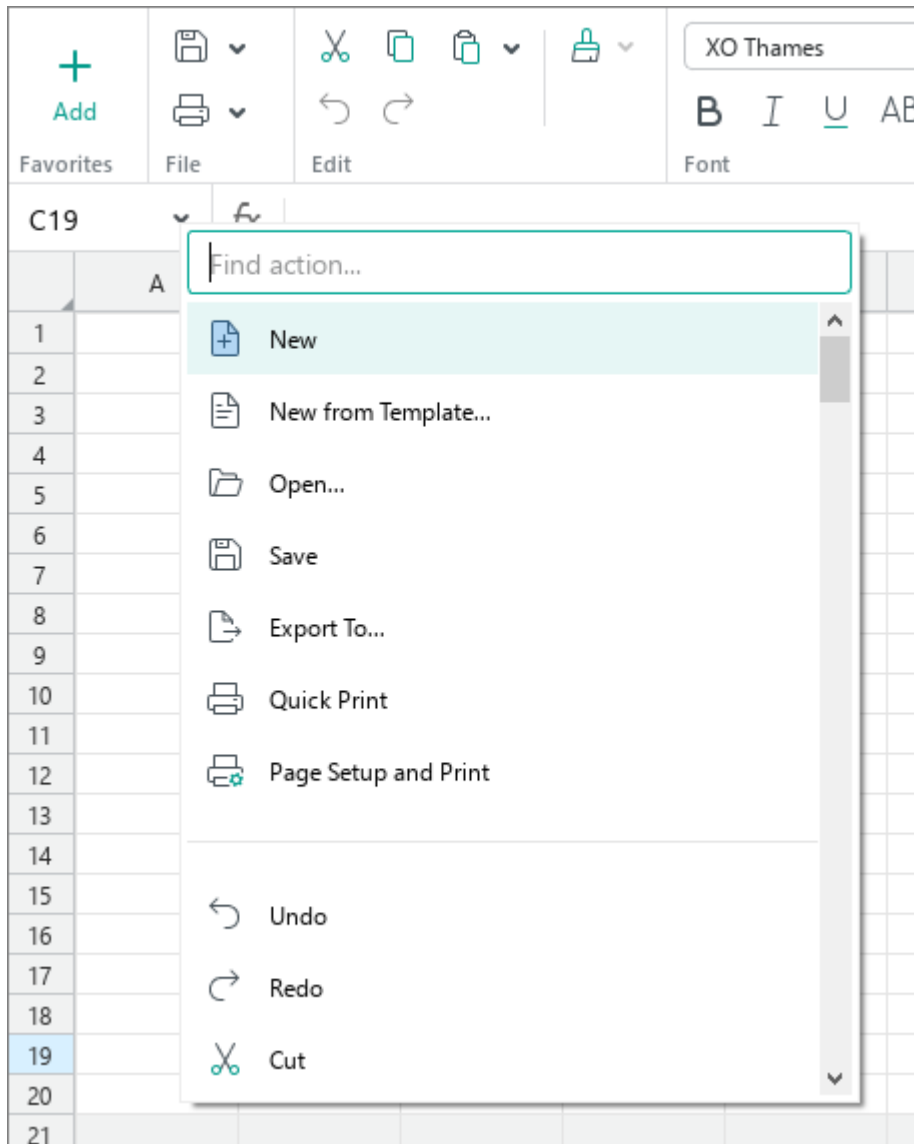 XO Thames
Add
B I U AB
Favorites File Edit Font
C19 fx
Find action...
A
1
New
2
3
New from Template...
4
5
Open...
6
Save
7
8
Export To...
9
10
Quick Print
11
12
Page Setup and Print
13
14
15
Undo
16
17
Redo
18
19
Cut
20
21